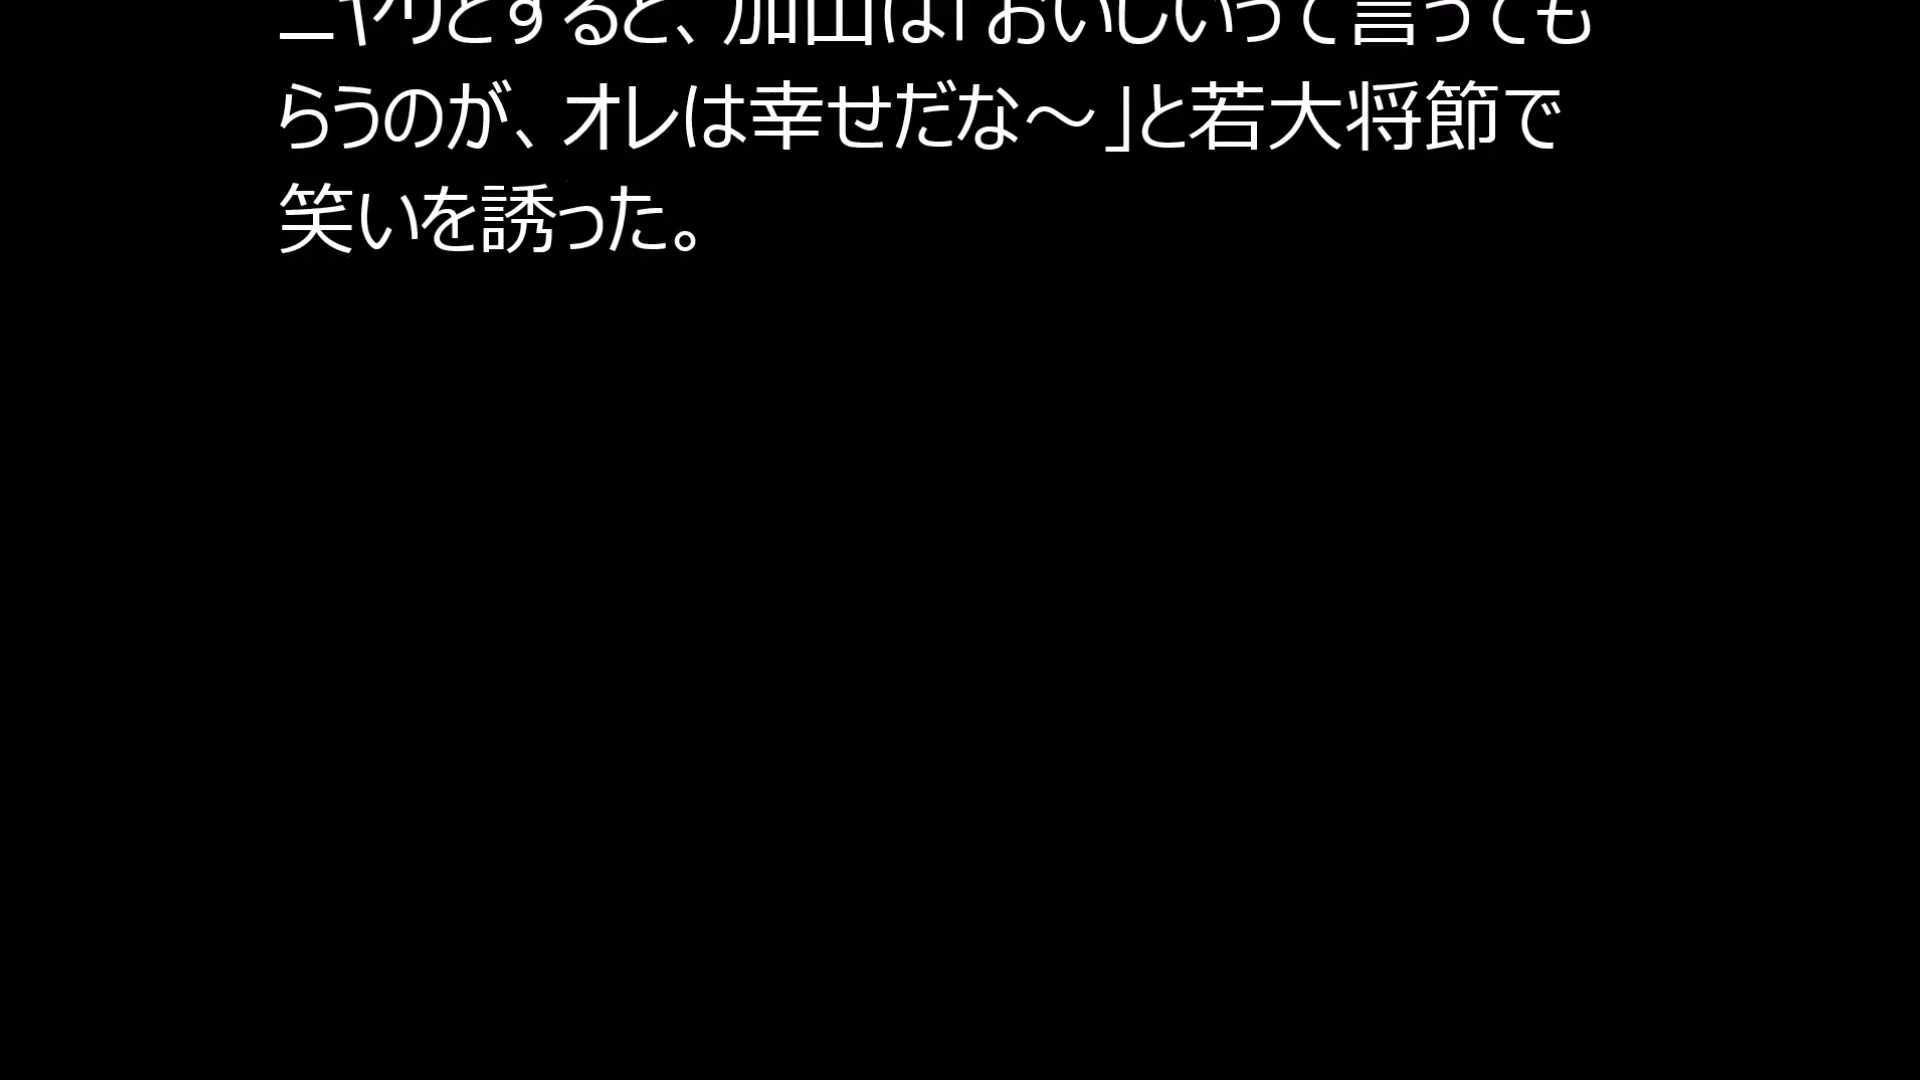 ニヤリとすると、加山は「おいしいって言っても
らうのが、オレは幸せだな～」と若大将節で
笑いを誘った。